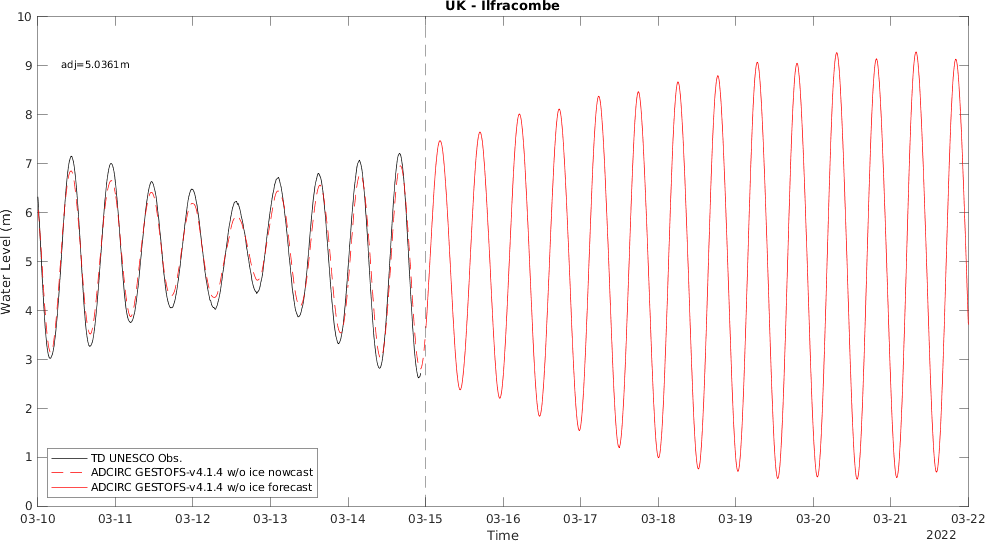 UK - Ilfracombe
10
9
8
7
6
5
4
3
2
1
0
Water Level (m)
adj=5.0361m
TD UNESCO Obs.
ADCIRC GESTOFS-v4.1.4 w/o ice nowcast
ADCIRC GESTOFS-v4.1.4 w/o ice forecast
03-10 03-11 03-12 03-13 03-14 03-15 03-16 03-17 03-18 03-19 03-20 03-21 03-22
Time
2022